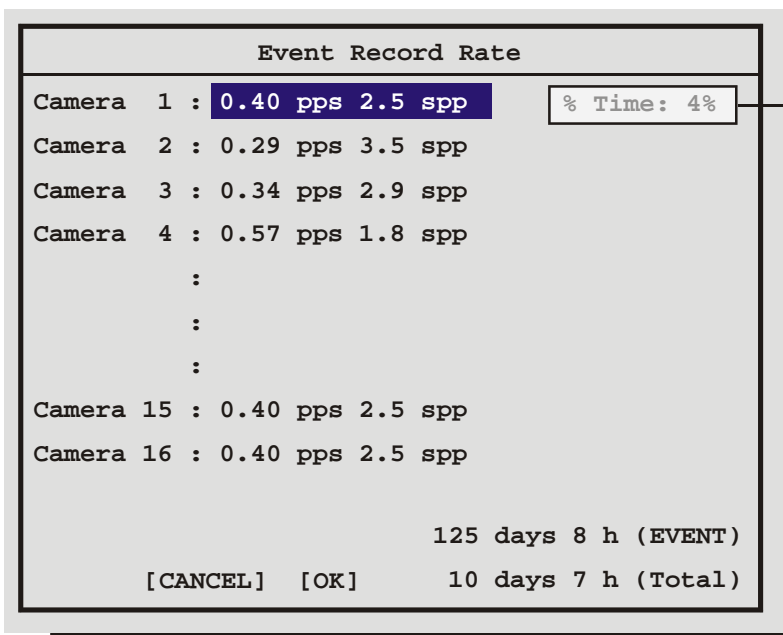 Event Record Rate
Camera 1 : 0.40 pps 2.5 spp % Time: 4%
Camera 2 : 0.29 pps 3.5 spp
Camera 3 : 0.34 pps 2.9 spp
Camera 4 : 0.57 pps 1.8 spp
:
:
:
Camera 15 : 0.40 pps 2.5 spp
Camera 16 : 0.40 pps 2.5 spp
125 days 8 h (EVENT)
[CANCEL] [OK] 10 days 7 h (Total)